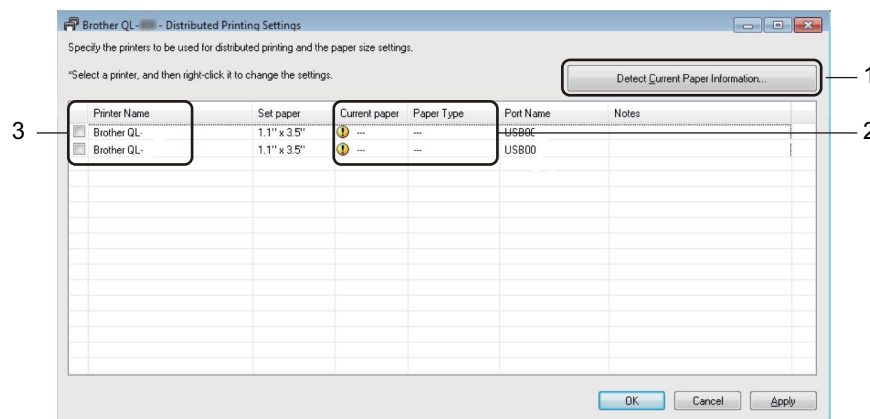 Brother QL- - Distributed Printing Settings
Specify the printers to be used for distributed printing and the paper size settings.
*Select a printer, and then right-click it to change the settings.
Detect Current Paper Information...
1
Printer Name Set paper Current paper Paper Type Port Name Notes
3
Brother QL- 1.1" x 3.5" --- --- USB00
2
Brother QL- 1.1" x 3.5" --- --- USB00
OK Cancel Apply